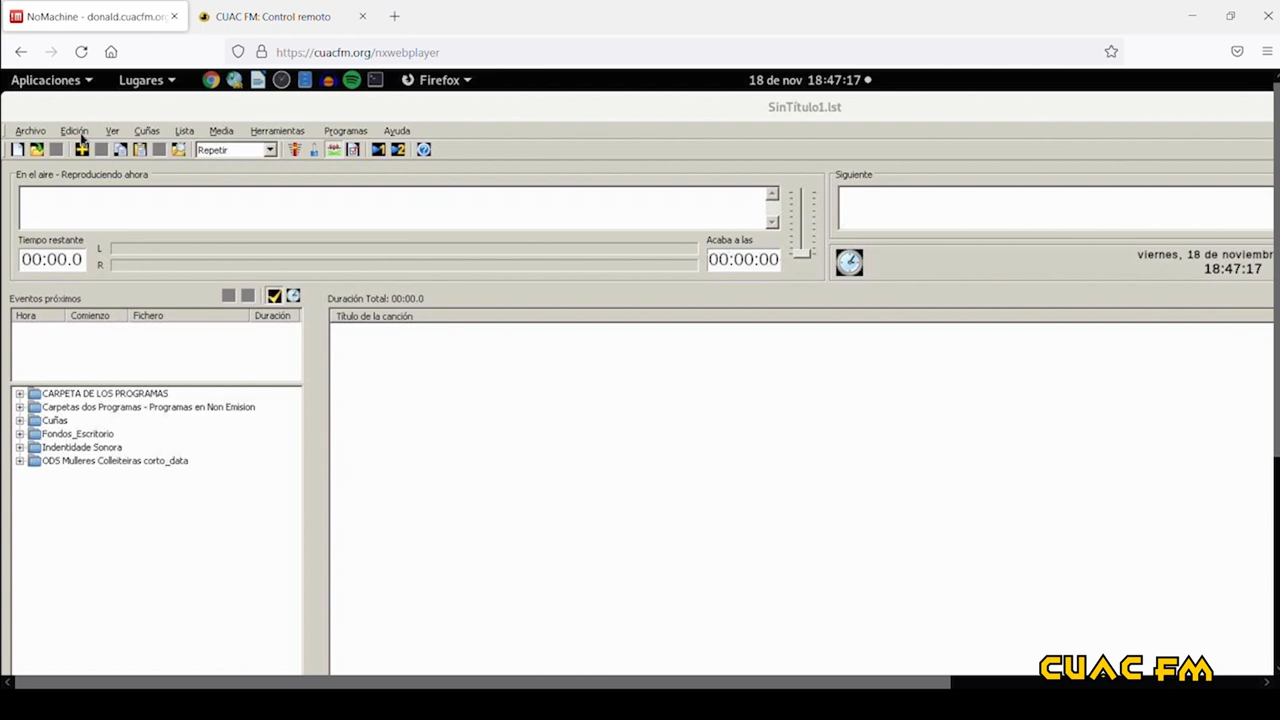 NoMachine - donald.cuacfm.org
CUAC FM: Control remoto
https://cuacfm.org/nxwebplayer
Aplicaciones
Lugares
Firefox
18 de nov 18:47:17
SinTítulo1.lst
Archivo Edición Ver Cuñas Lista Media Herramientas Programas Ayuda
Repetir
1 2
En el aire - Reproduciendo ahora
Siguiente
Tiempo restante
L
R
Acaba a las
00:00.0
00:00:00
viernes, 18 de noviembr
18:47:17
Eventos próximos
Duración Total: 00:00.0
Hora Comienzo Fichero Duración
Título de la canción
CARPETA DE LOS PROGRAMAS
Carpetas dos Programas - Programas en Non Emision
Cuñas
Fondos_Escritorio
Indentidade Sonora
ODS Mulleres Colleiteiras corto_data
CUAC FM